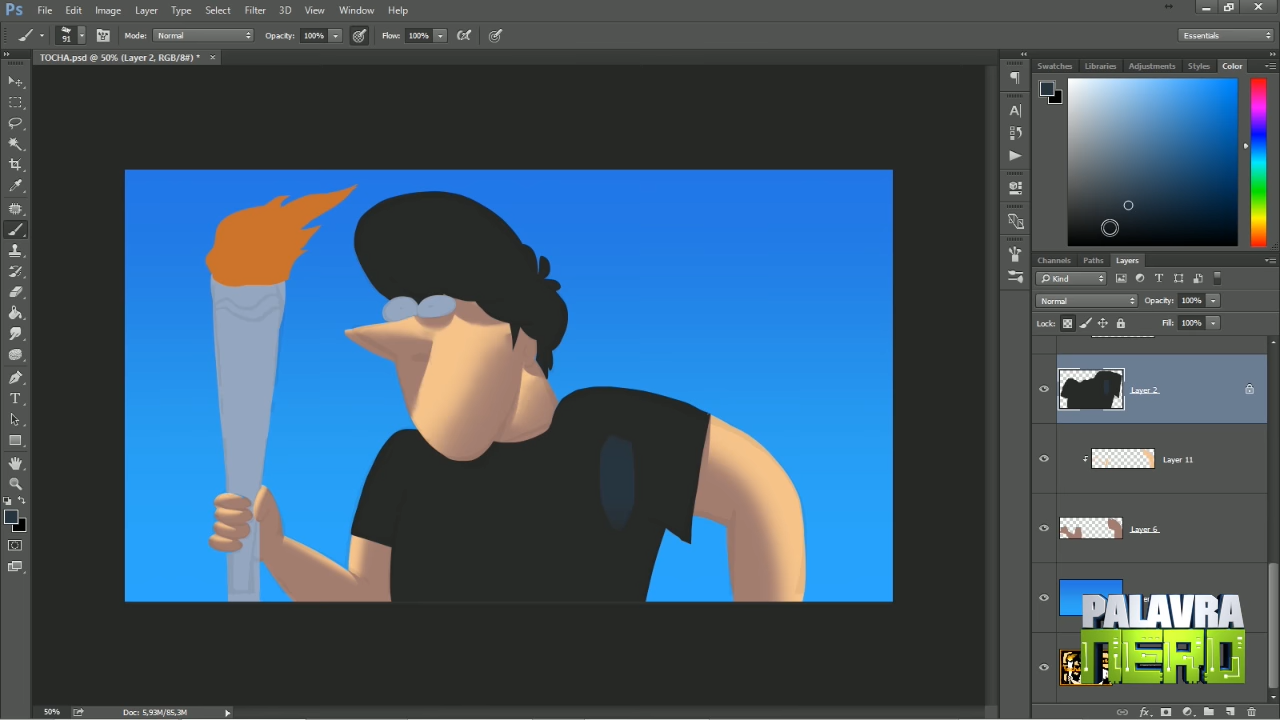 Ps File Edit Image Layer Type Select Filter 3D View Window Help
91 Mode: Normal Opacity: 100% Flow: 100% Essentials
TOCHA.psd @ 50% (Layer 2, RGB/8#) *
Swatches Libraries Adjustments Styles Color
Channels Paths Layers
Kind
Normal Opacity: 100%
Lock: Fill: 100%
Layer 2
Layer 11
Layer 6
PALAVRA
NERD
50% Doc: 5,93M/85,3M